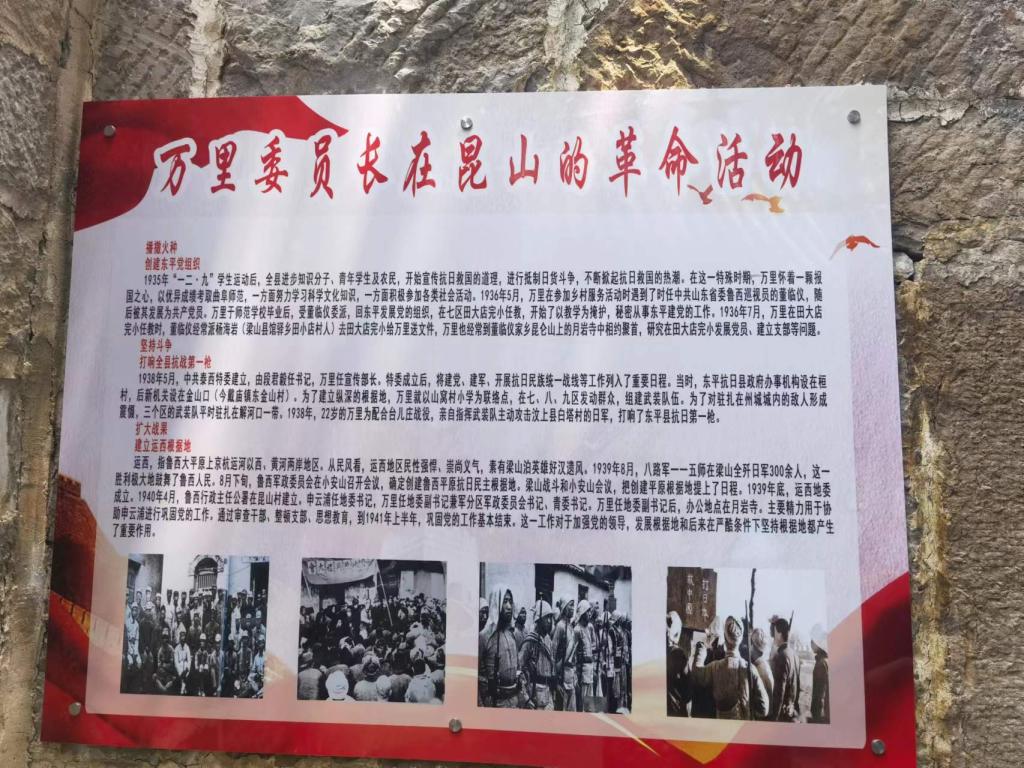 万里委员长在昆山的革命活动
播撒火种
创建东平党组织
1935年“一二·九”学生运动后，全县进步知识分子、青年学生及农民，开始宣传抗日救国的道理，进行抵制日货斗争，不断掀起抗日救国的热潮。在这一特殊时期，万里怀着一颗报
国之心，以优异成绩考取曲阜师范，一方面努力学习科学文化知识，一方面积极参加各类社会活动。1936年5月，万里在参加乡村服务活动时遇到了时任中共山东省委鲁西巡视员的董临仪，随
后被其发展为共产党员。万里于师范学校毕业后，受董临仪委派，回东平发展党的组织，在七区田大店完小任教，开始了以教学为掩护，秘密从事东平建党的工作。1936年7月，万里在田大店
完小任教时，董临仪经常派杨海岩（梁山县馆驿乡田小店村人）去田大店完小给万里送文件，万里也经常到董临仪家乡昆仑山上的月岩寺中相约聚首，研究在田大店完小发展党员、建立支部等问题。
坚持斗争
打响全县抗战第一枪
1938年5月，中共泰西特委建立，由段君毅任书记，万里任宣传部长。特委成立后，将建党、建军、开展抗日民族统一战线等工作列入了重要日程。当时，东平抗日县政府办事机构设在桓
村，后新机关设在金山口（今戴庙镇东金山村）。为了建立纵深的根据地，万里就以山窝村小学为联络点，在七、八、九区发动群众，组建武装队伍。为了对驻扎在州城城内的敌人形成
震慑，三个区的武装队平时驻扎在解河口一带。1938年，22岁的万里为配合台儿庄战役，亲自指挥武装队主动攻击汶上县白塔村的日军，打响了东平县抗日第一枪。
扩大战果
建立运西根据地
运西，指鲁西大平原上京杭运河以西、黄河两岸地区。从民风看，运西地区民性强悍、崇尚义气，素有梁山泊英雄好汉遗风。1939年8月，八路军一一五师在梁山全歼日军300余人，这一
胜利极大地鼓舞了鲁西人民。8月下旬，鲁西军政委员会在小安山召开会议，确定创建鲁西平原抗日民主根据地。梁山战斗和小安山会议，把创建平原根据地提上了日程。1939年底，运西地委
成立。1940年4月，鲁西行政主任公署在昆山村建立。申云浦任地委书记，万里任地委副书记兼军分区军政委员会书记、青委书记。万里任地委副书记后，办公地点在月岩寺。主要精力用于协
助申云浦进行巩固党的工作。通过审查干部、整顿支部、思想教育，到1941年上半年，巩固党的工作基本结束。这一工作对于加强党的领导，发展根据地和后来在严酷条件下坚持根据地都产生
了重要作用。